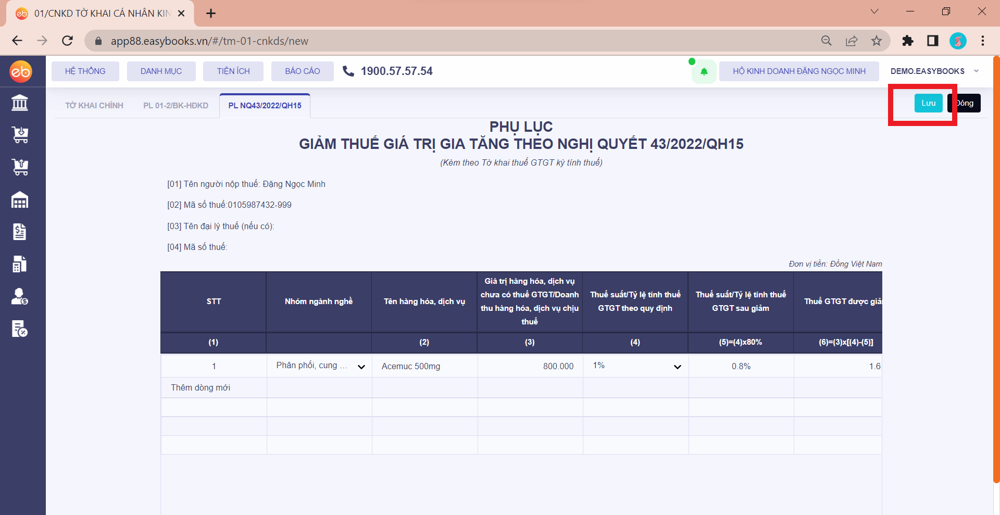 eb 01/CNKD TỜ KHAI CÁ NHÂN KIN
app88.easybooks.vn/#/tm-01-cnkds/new
eb HỆ THỐNG DANH MỤC TIỆN ÍCH BÁO CÁO 1900.57.57.54 HỘ KINH DOANH ĐẶNG NGỌC MINH DEMO.EASYBOOKS
TỜ KHAI CHÍNH PL 01-2/BK-HĐKD PL NQ43/2022/QH15 Lưu Đóng
PHỤ LỤC
GIẢM THUẾ GIÁ TRỊ GIA TĂNG THEO NGHỊ QUYẾT 43/2022/QH15
(Kèm theo Tờ khai thuế GTGT kỳ tính thuế)
[01] Tên người nộp thuế: Đặng Ngọc Minh
[02] Mã số thuế:0105987432-999
[03] Tên đại lý thuế (nếu có):
[04] Mã số thuế:
Đơn vị tiền: Đồng Việt Nam
STT
Nhóm ngành nghề
Tên hàng hóa, dịch vụ
Giá trị hàng hóa, dịch vụ
chưa có thuế GTGT/Doanh
thu hàng hóa, dịch vụ chịu
thuế
Thuế suất/Tỷ lệ tính thuế
GTGT theo quy định
Thuế suất/Tỷ lệ tính thuế
GTGT sau giảm
Thuế GTGT được giả
(1) (2) (3) (4) (5)=(4)x80% (6)=(3)x[(4)-(5)]
1 Phân phối, cung ... Acemuc 500mg 800.000 1% 0.8% 1.6
Thêm dòng mới